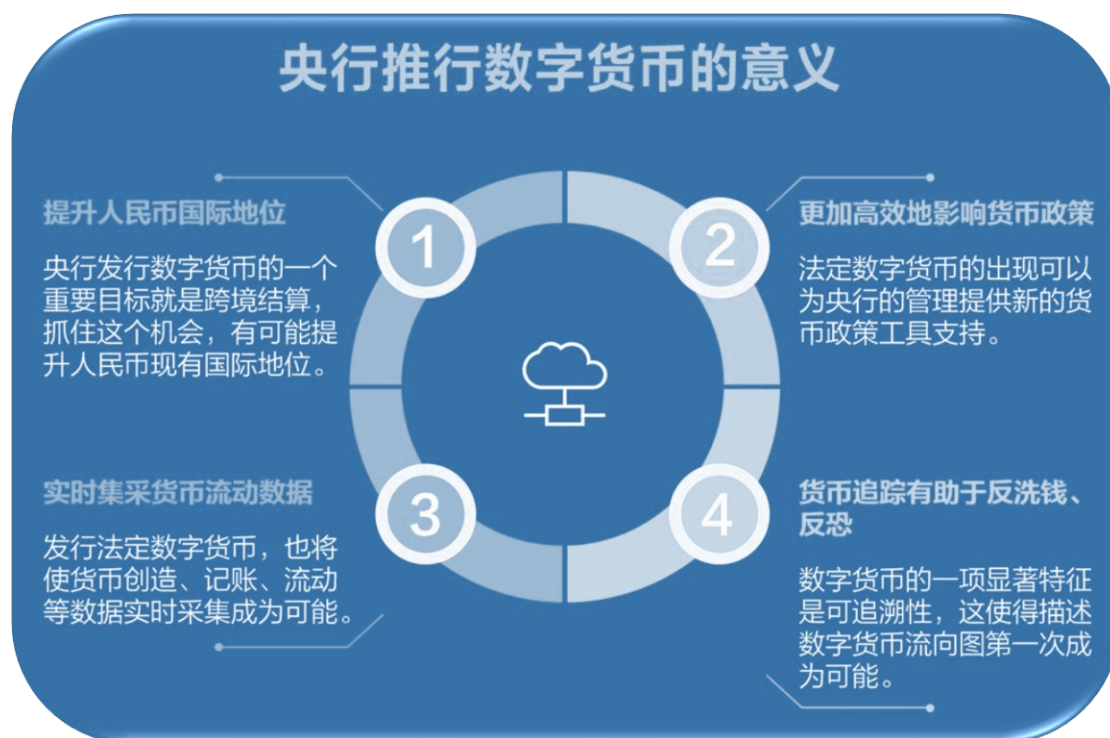 央行推行数字货币的意义
1
提升人民币国际地位
央行发行数字货币的一个
重要目标就是跨境结算，
抓住这个机会，有可能提
升人民币现有国际地位。
2
更加高效地影响货币政策
法定数字货币的出现可以
为央行的管理提供新的货
币政策工具支持。
3
实时集采货币流动数据
发行法定数字货币，也将
使货币创造、记账、流动
等数据实时采集成为可能。
4
货币追踪有助于反洗钱、
反恐
数字货币的一项显著特征
是可追溯性，这使得描述
数字货币流向图第一次成
为可能。